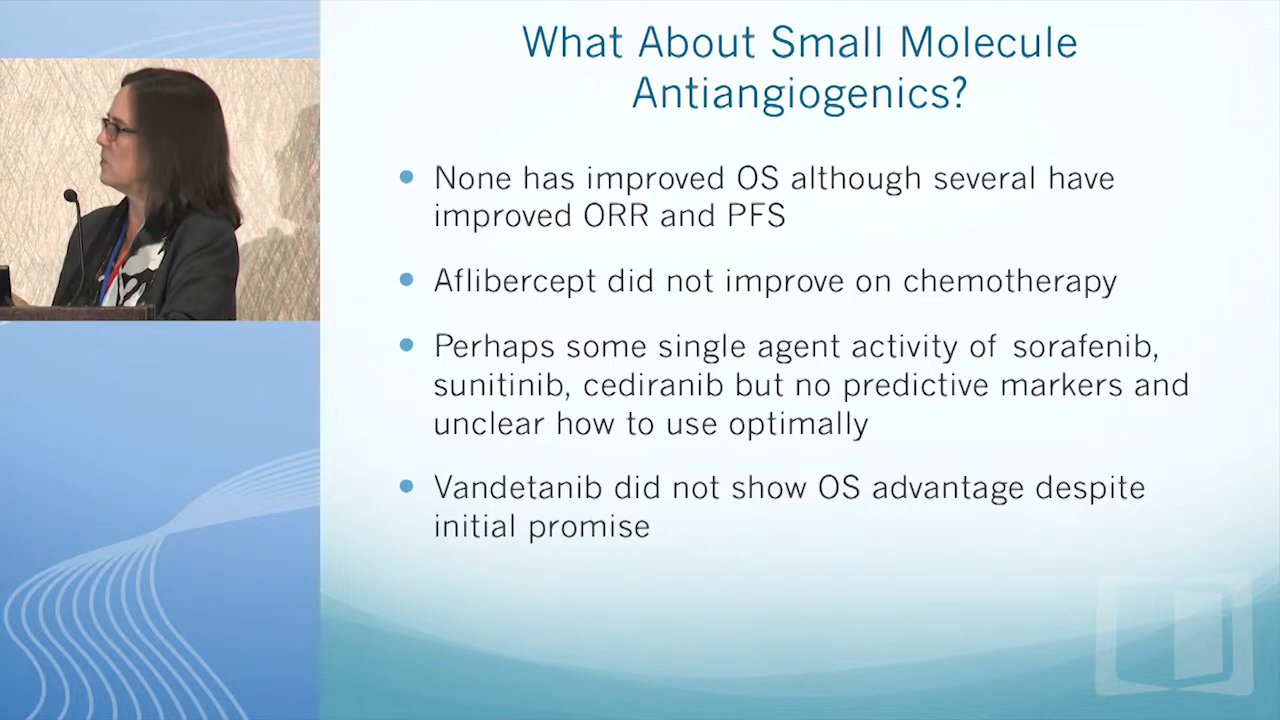 What About Small Molecule
Antiangiogenics?
• None has improved OS although several have
improved ORR and PFS
• Aflibercept did not improve on chemotherapy
• Perhaps some single agent activity of sorafenib,
sunitinib, cediranib but no predictive markers and
unclear how to use optimally
• Vandetanib did not show OS advantage despite
initial promise